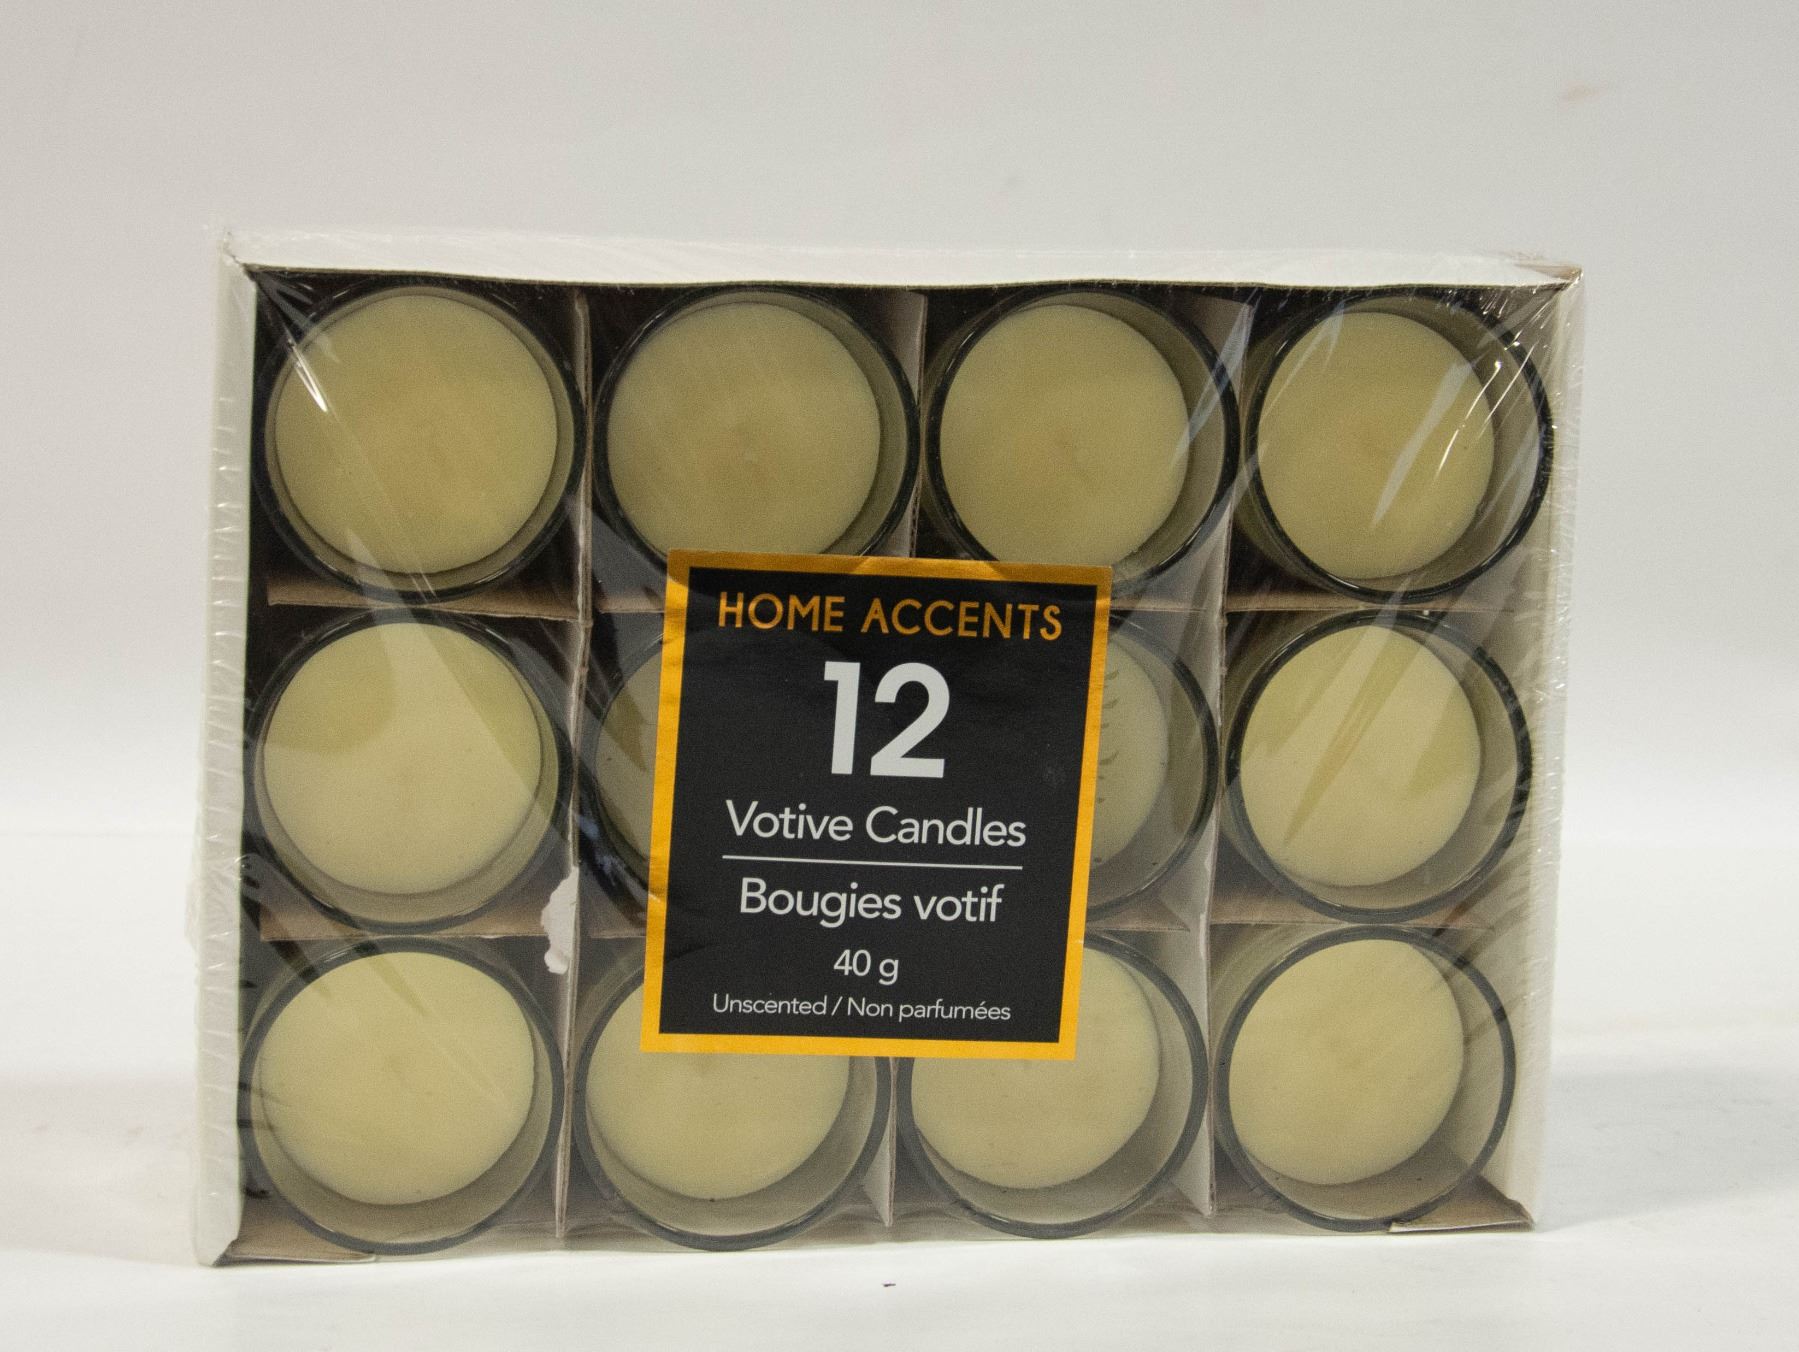 HOME ACCENTS
12
Votive Candles
Bougies votif
40 g
Unscented / Non parfumées